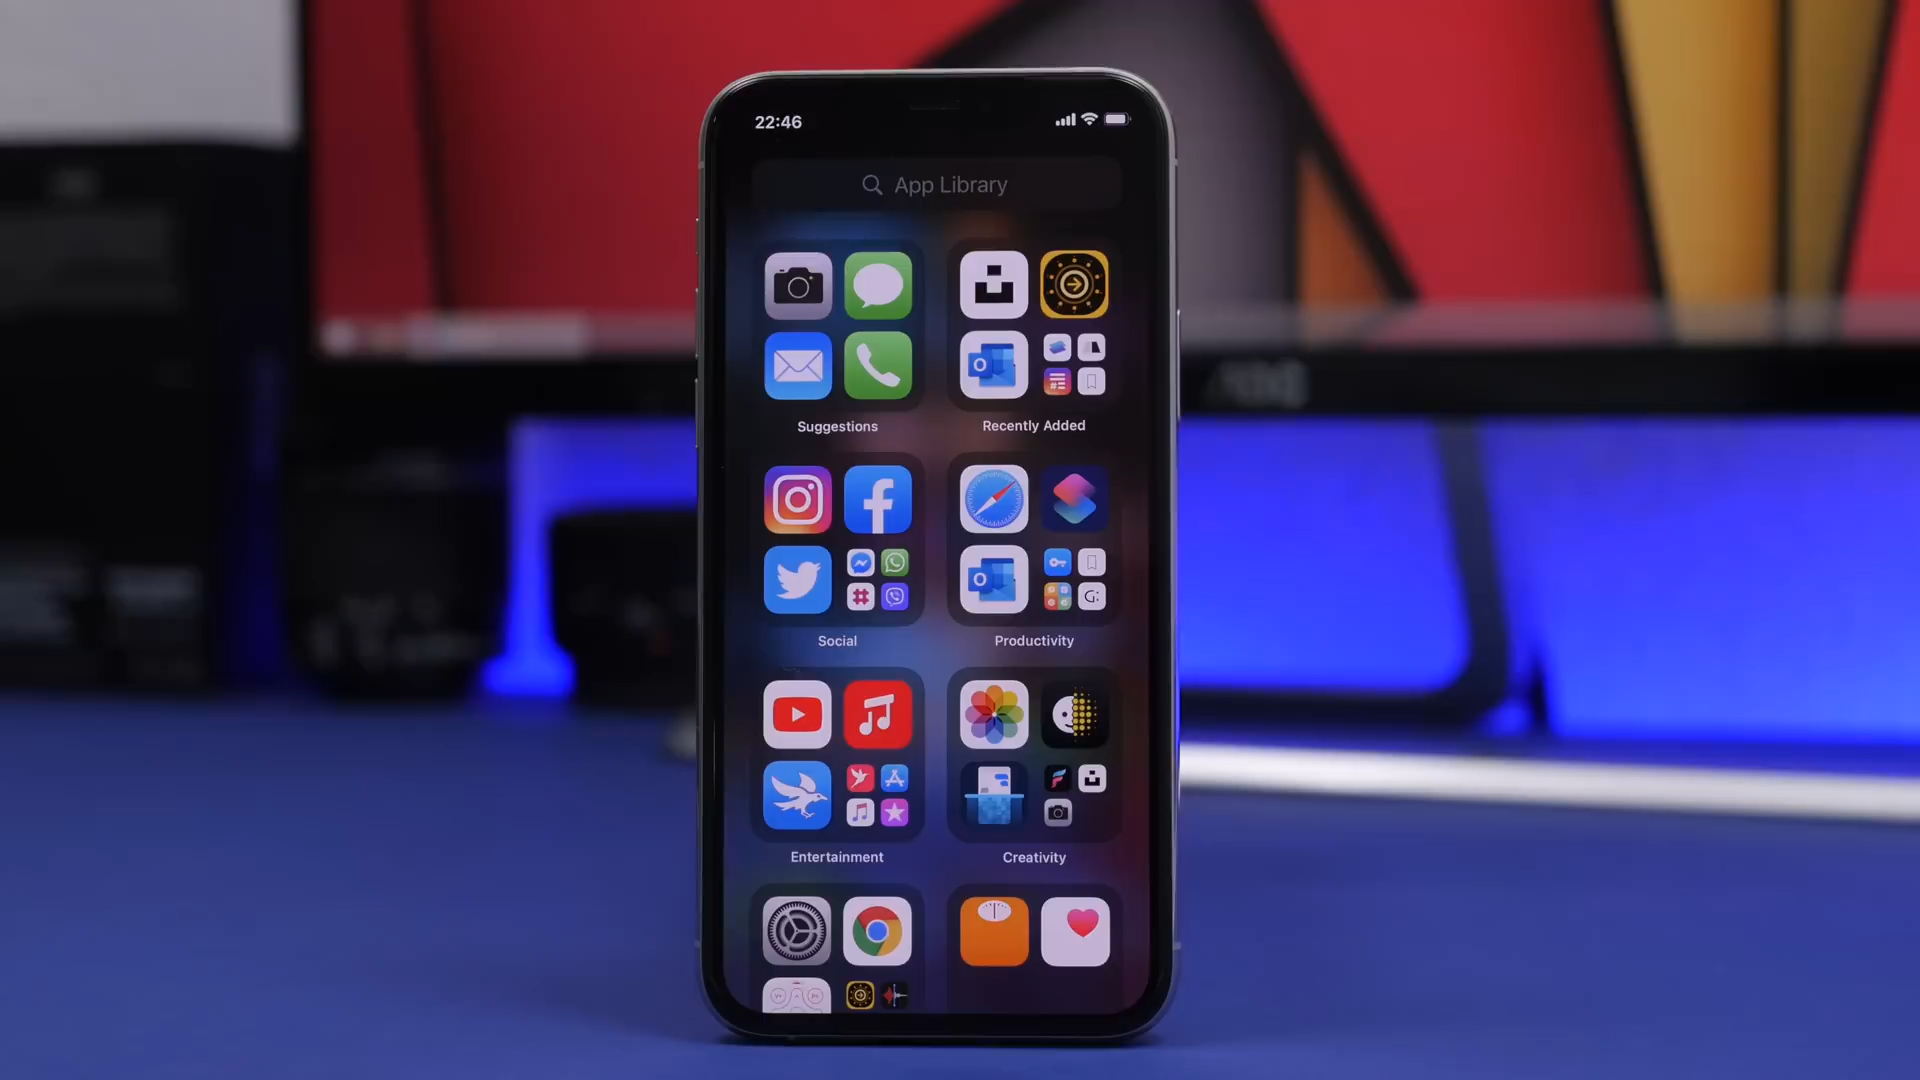 22:46
App Library
Suggestions
Recently Added
Social
Productivity
Entertainment
Creativity